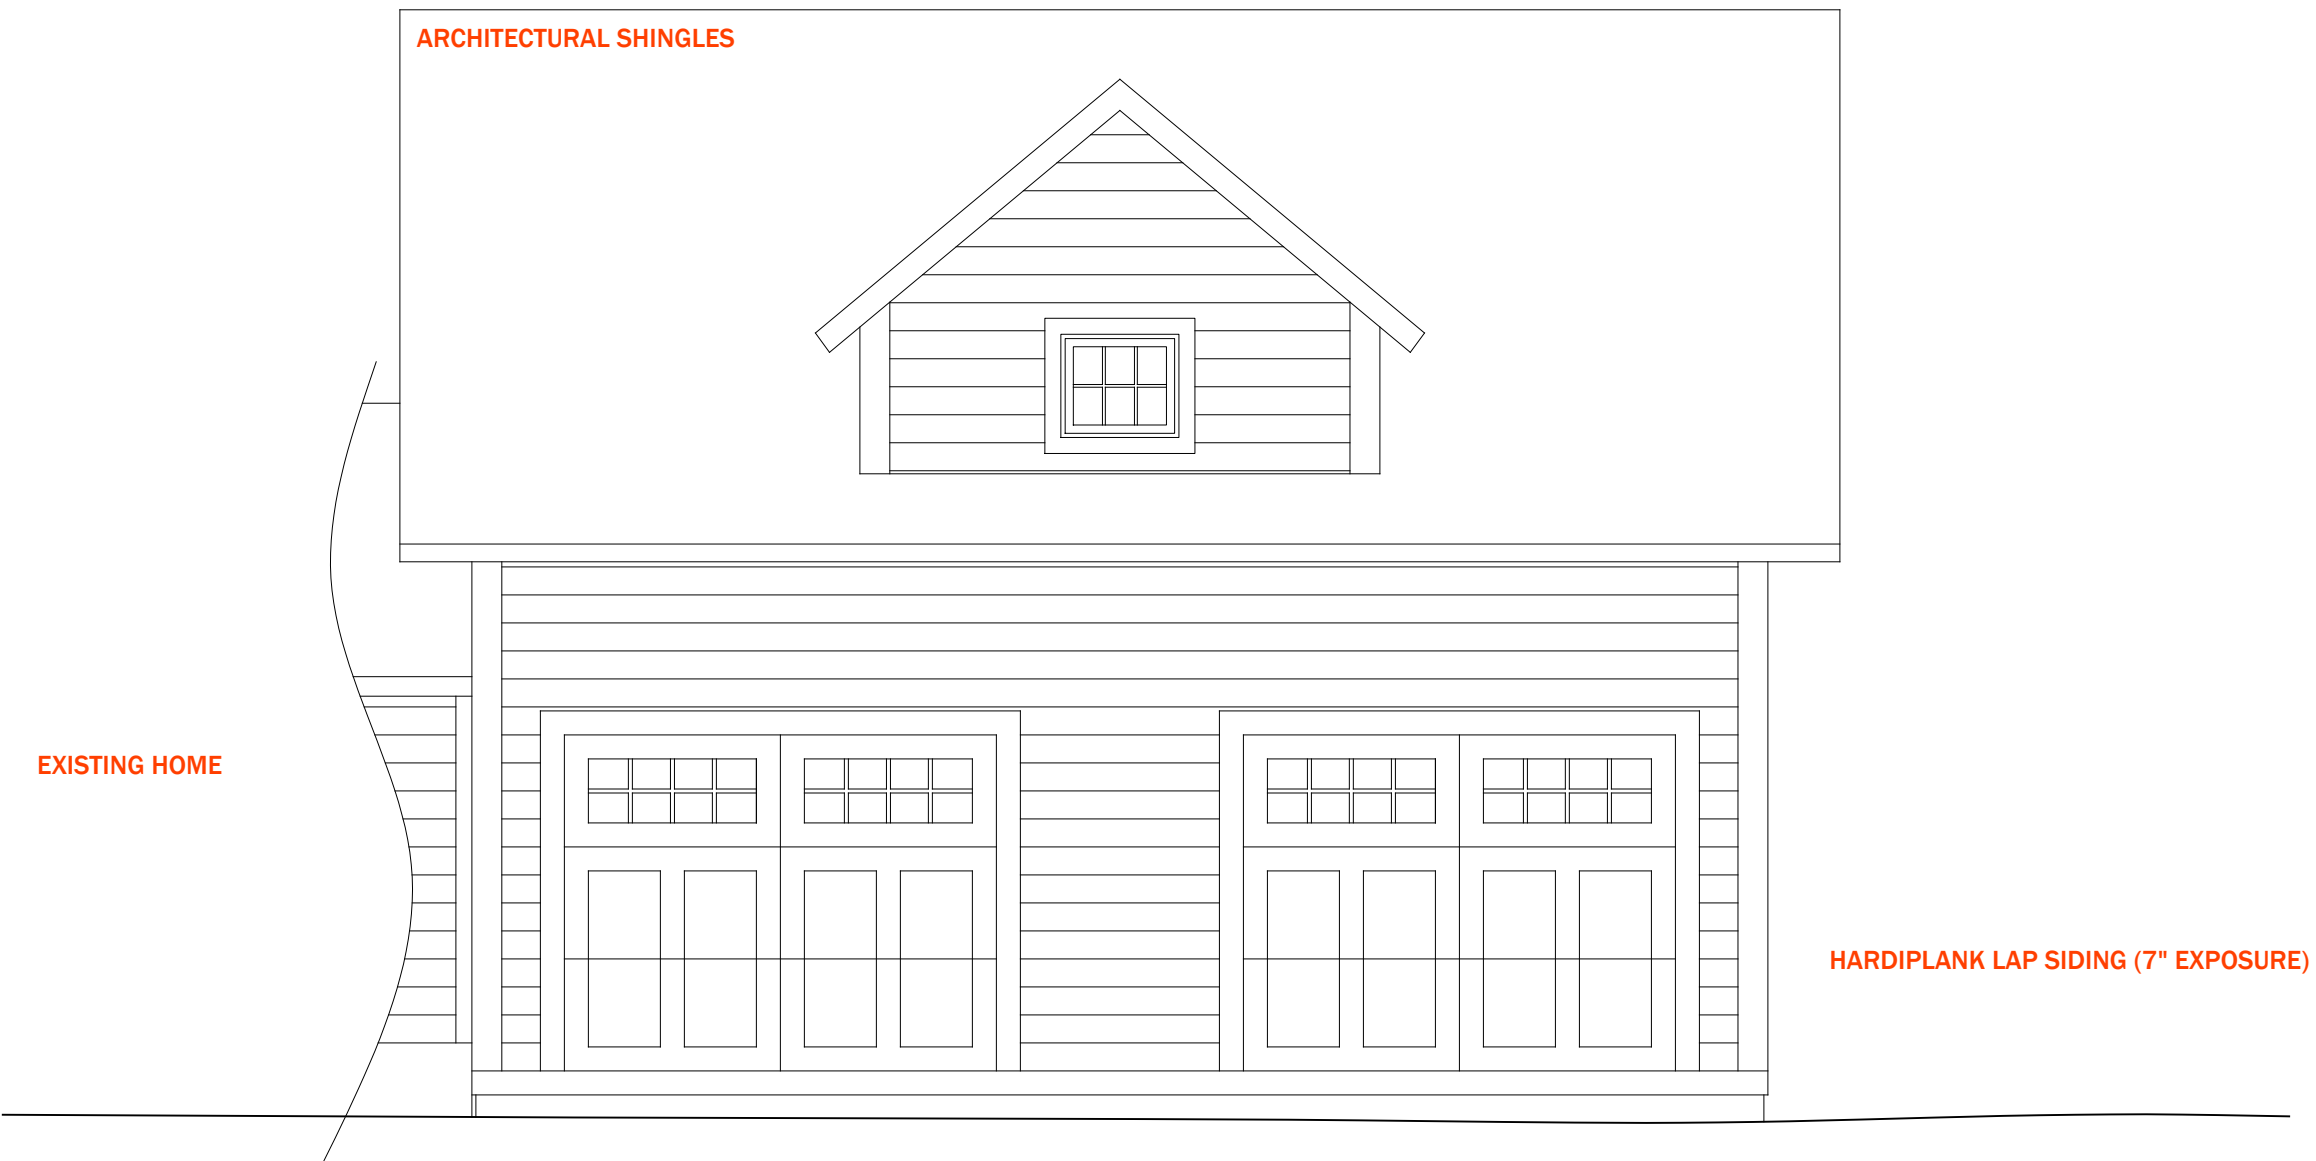 ARCHITECTURAL SHINGLES
EXISTING HOME
HARDIPLANK LAP SIDING (7" EXPOSURE)